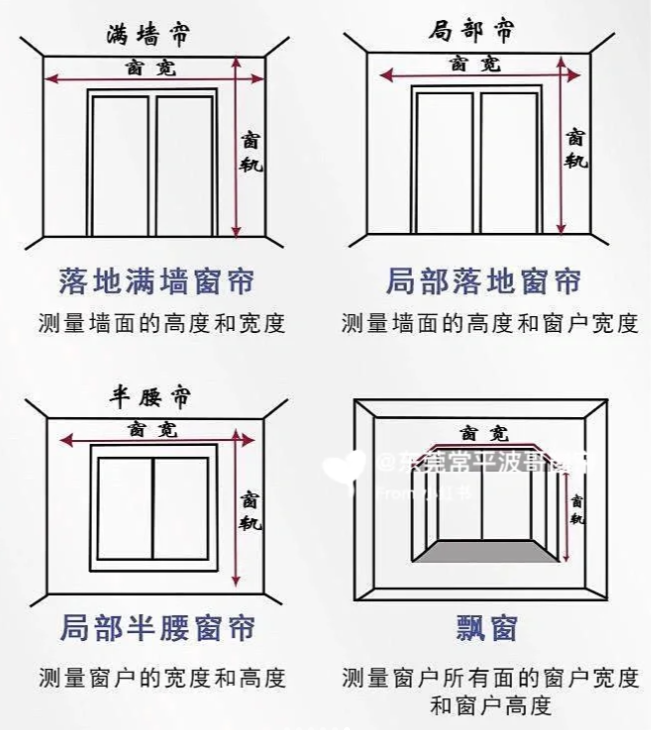 满墙帘
窗宽
窗轨
落地满墙窗帘
测量墙面的高度和宽度
局部帘
窗宽
窗轨
局部落地窗帘
测量墙面的高度和窗户宽度
半腰帘
窗宽
窗轨
局部半腰窗帘
测量窗户的宽度和高度
窗宽
@东莞常平波哥
From小红书
窗轨
飘窗
测量窗户所有面的窗户宽度
和窗户高度